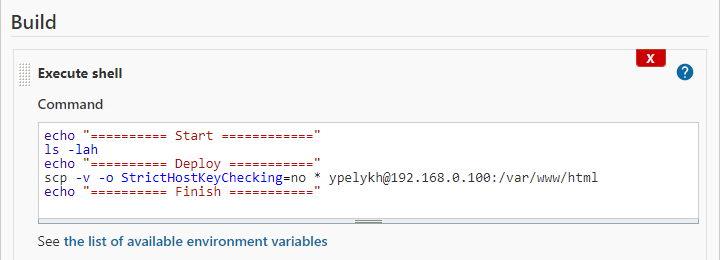 Build
X
Execute shell
?
Command
echo "========== Start ============"
ls -lah
echo "========== Deploy ==========="
scp -v -o StrictHostKeyChecking=no * ypelykh@192.168.0.100:/var/www/html
echo "========== Finish ==========="
See the list of available environment variables